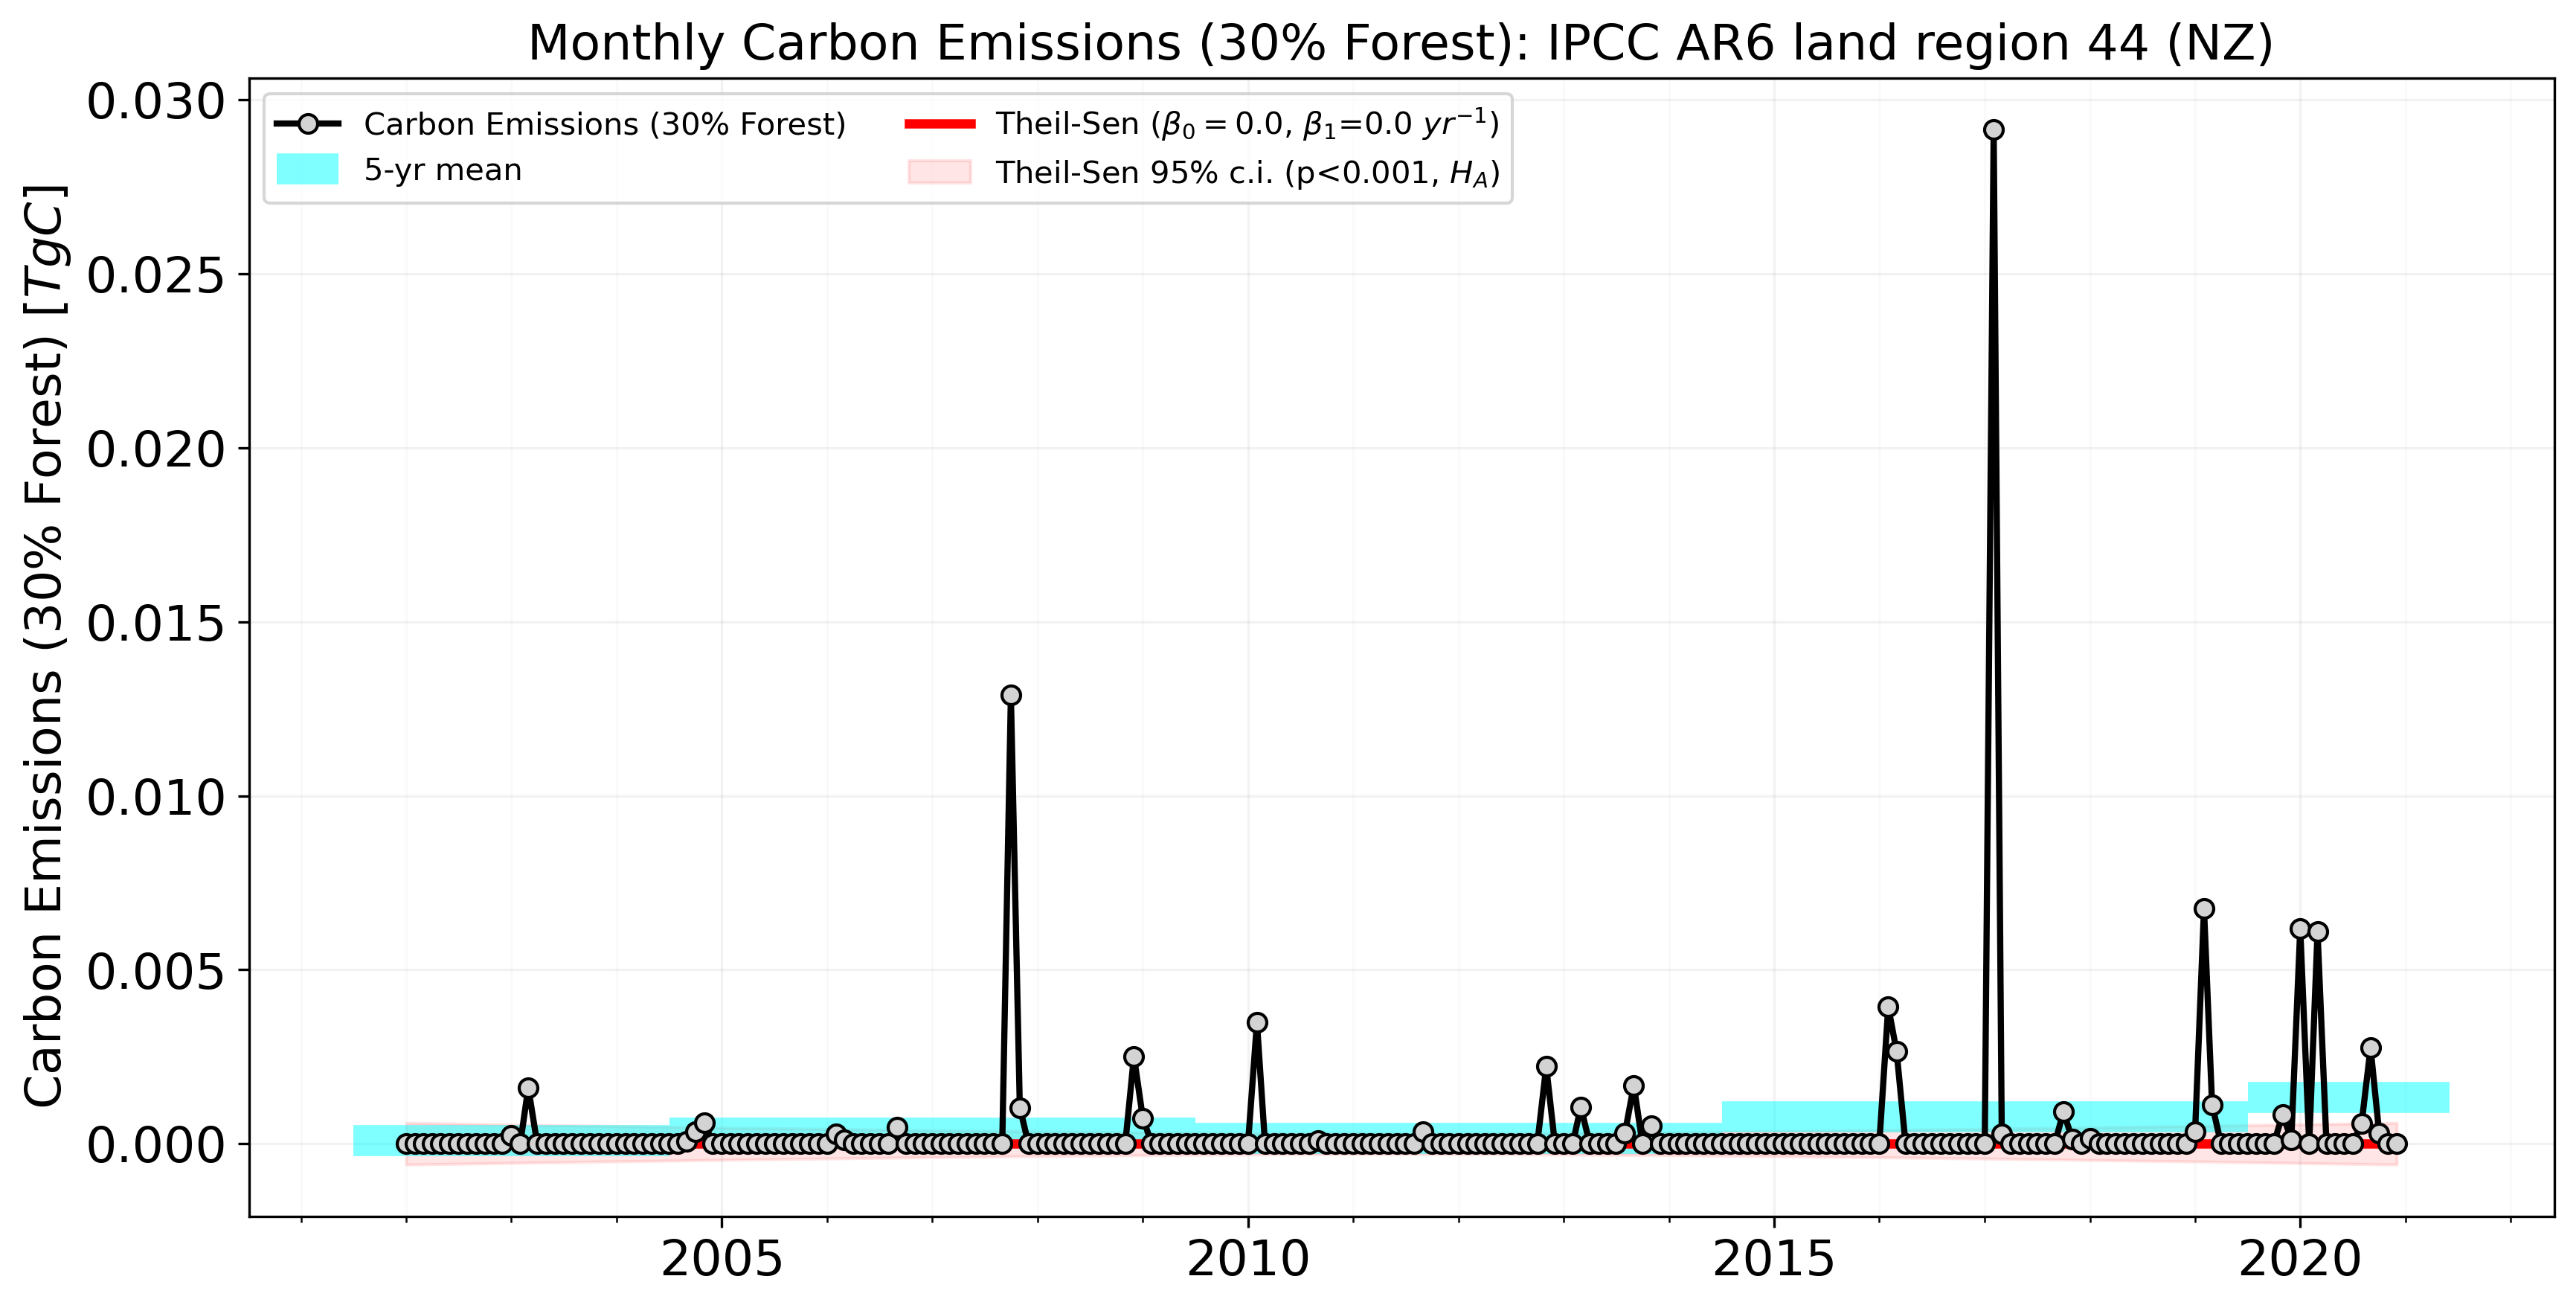 Monthly Carbon Emissions (30% Forest): IPCC AR6 land region 44 (NZ)
Carbon Emissions (30% Forest)
5-yr mean
Theil-Sen (β₀ = 0.0, β₁=0.0 yr⁻¹)
Theil-Sen 95% c.i. (p<0.001, H_A)
Carbon Emissions (30% Forest) [TgC]
0.030
0.025
0.020
0.015
0.010
0.005
0.000
2005
2010
2015
2020